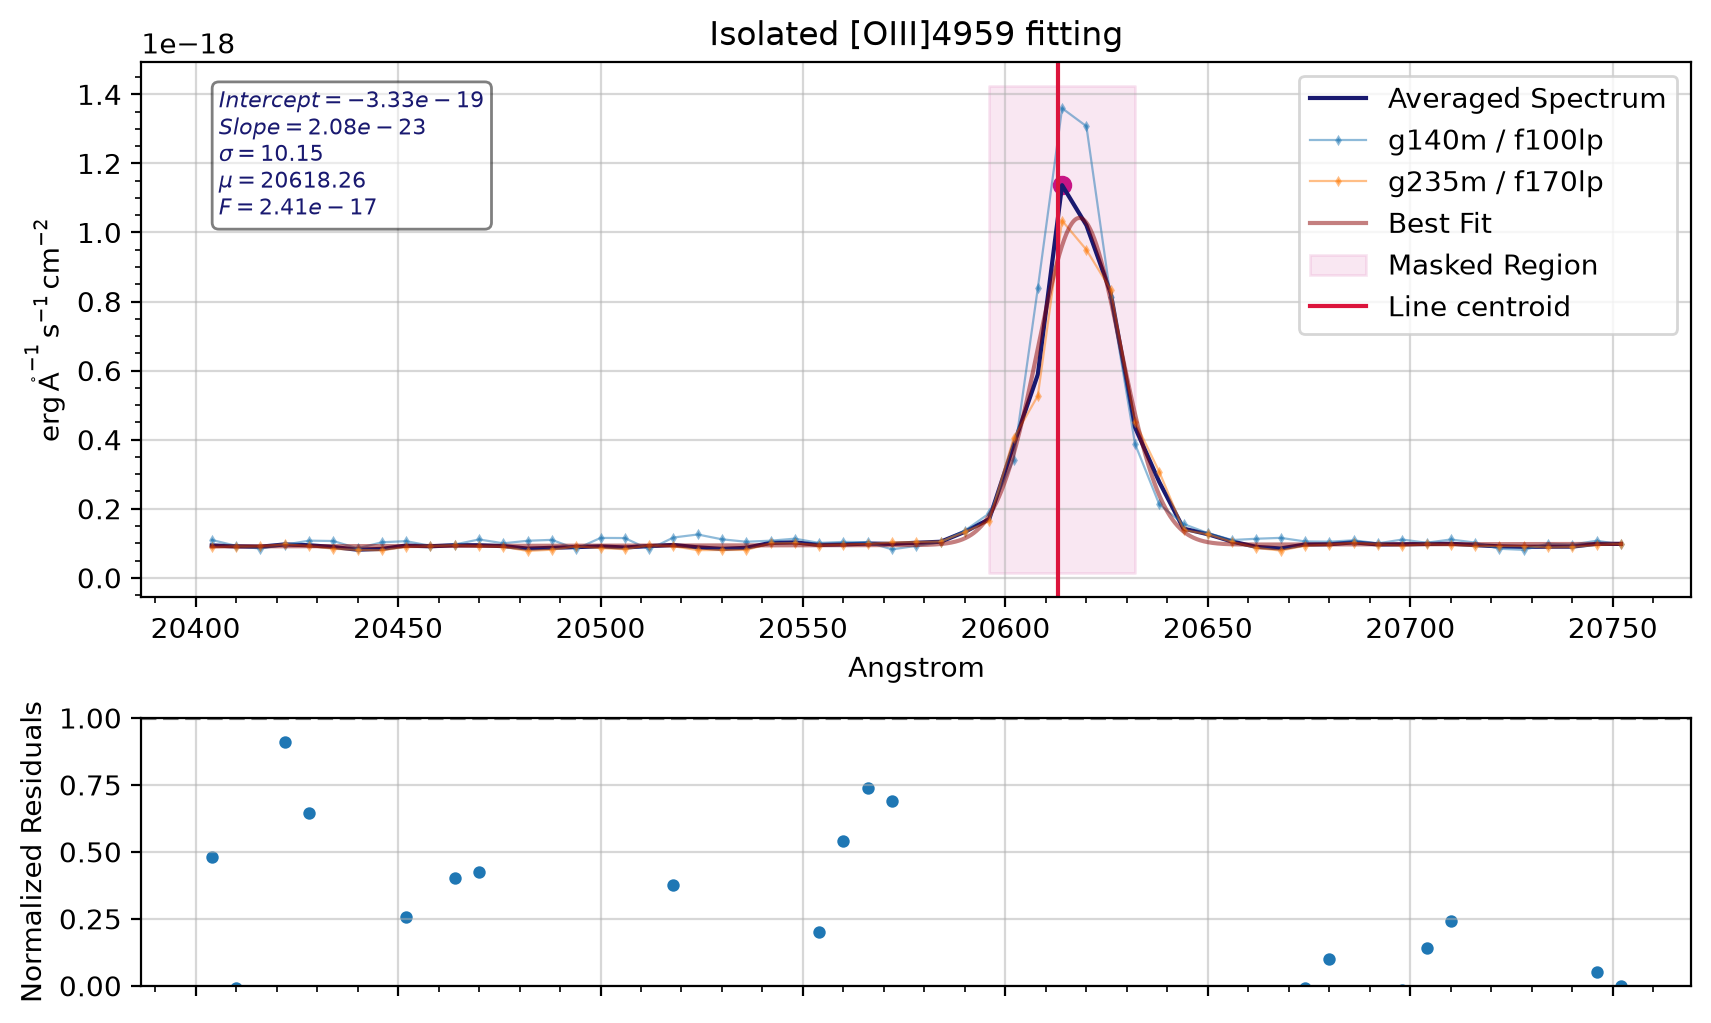 Isolated [OIII]4959 fitting
1e−18
Intercept = −3.33e − 19
Slope = 2.08e − 23
σ = 10.15
μ = 20618.26
F = 2.41e − 17
Averaged Spectrum
g140m / f100lp
g235m / f170lp
Best Fit
Masked Region
Line centroid
erg Å⁻¹ s⁻¹ cm⁻²
1.4
1.2
1.0
0.8
0.6
0.4
0.2
0.0
20400 20450 20500 20550 20600 20650 20700 20750
Angstrom
Normalized Residuals
1.00
0.75
0.50
0.25
0.00